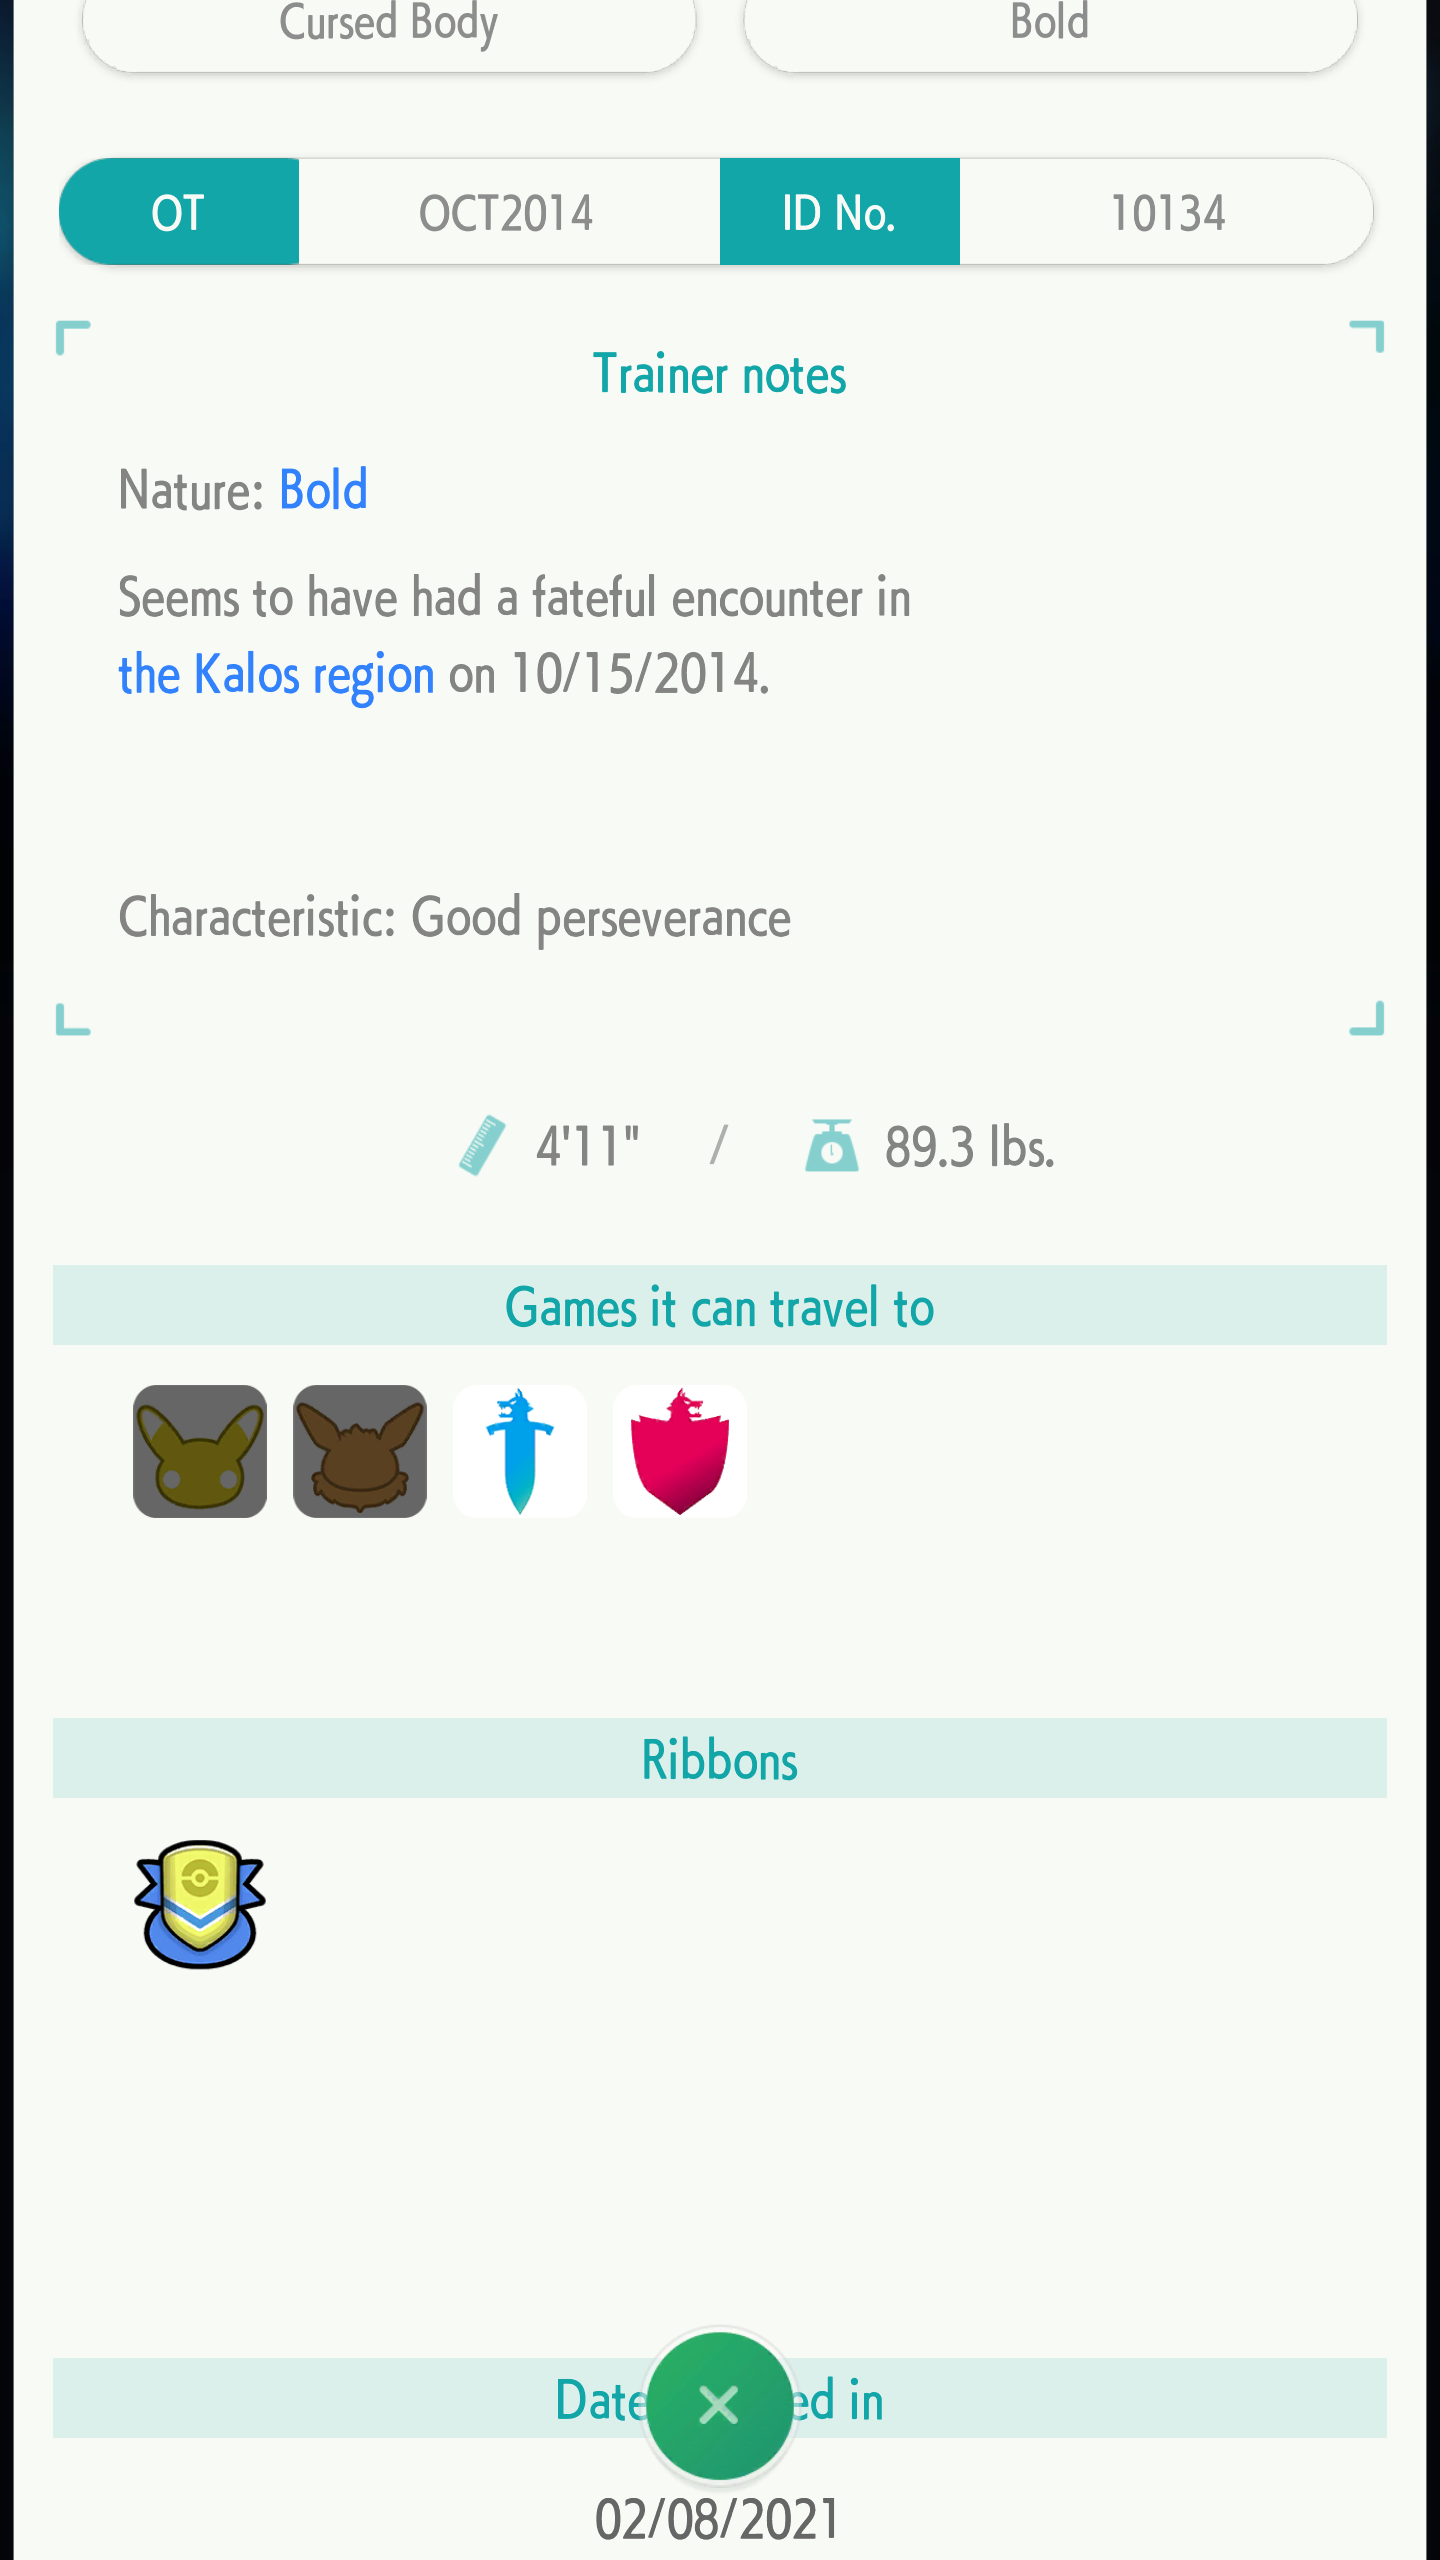 Cursed Body
Bold
OT
OCT2014
ID No.
10134
Trainer notes
Nature: Bold
Seems to have had a fateful encounter in
the Kalos region on 10/15/2014.
Characteristic: Good perseverance
4'11" / 89.3 lbs.
Games it can travel to
Ribbons
Date ed in
02/08/2021